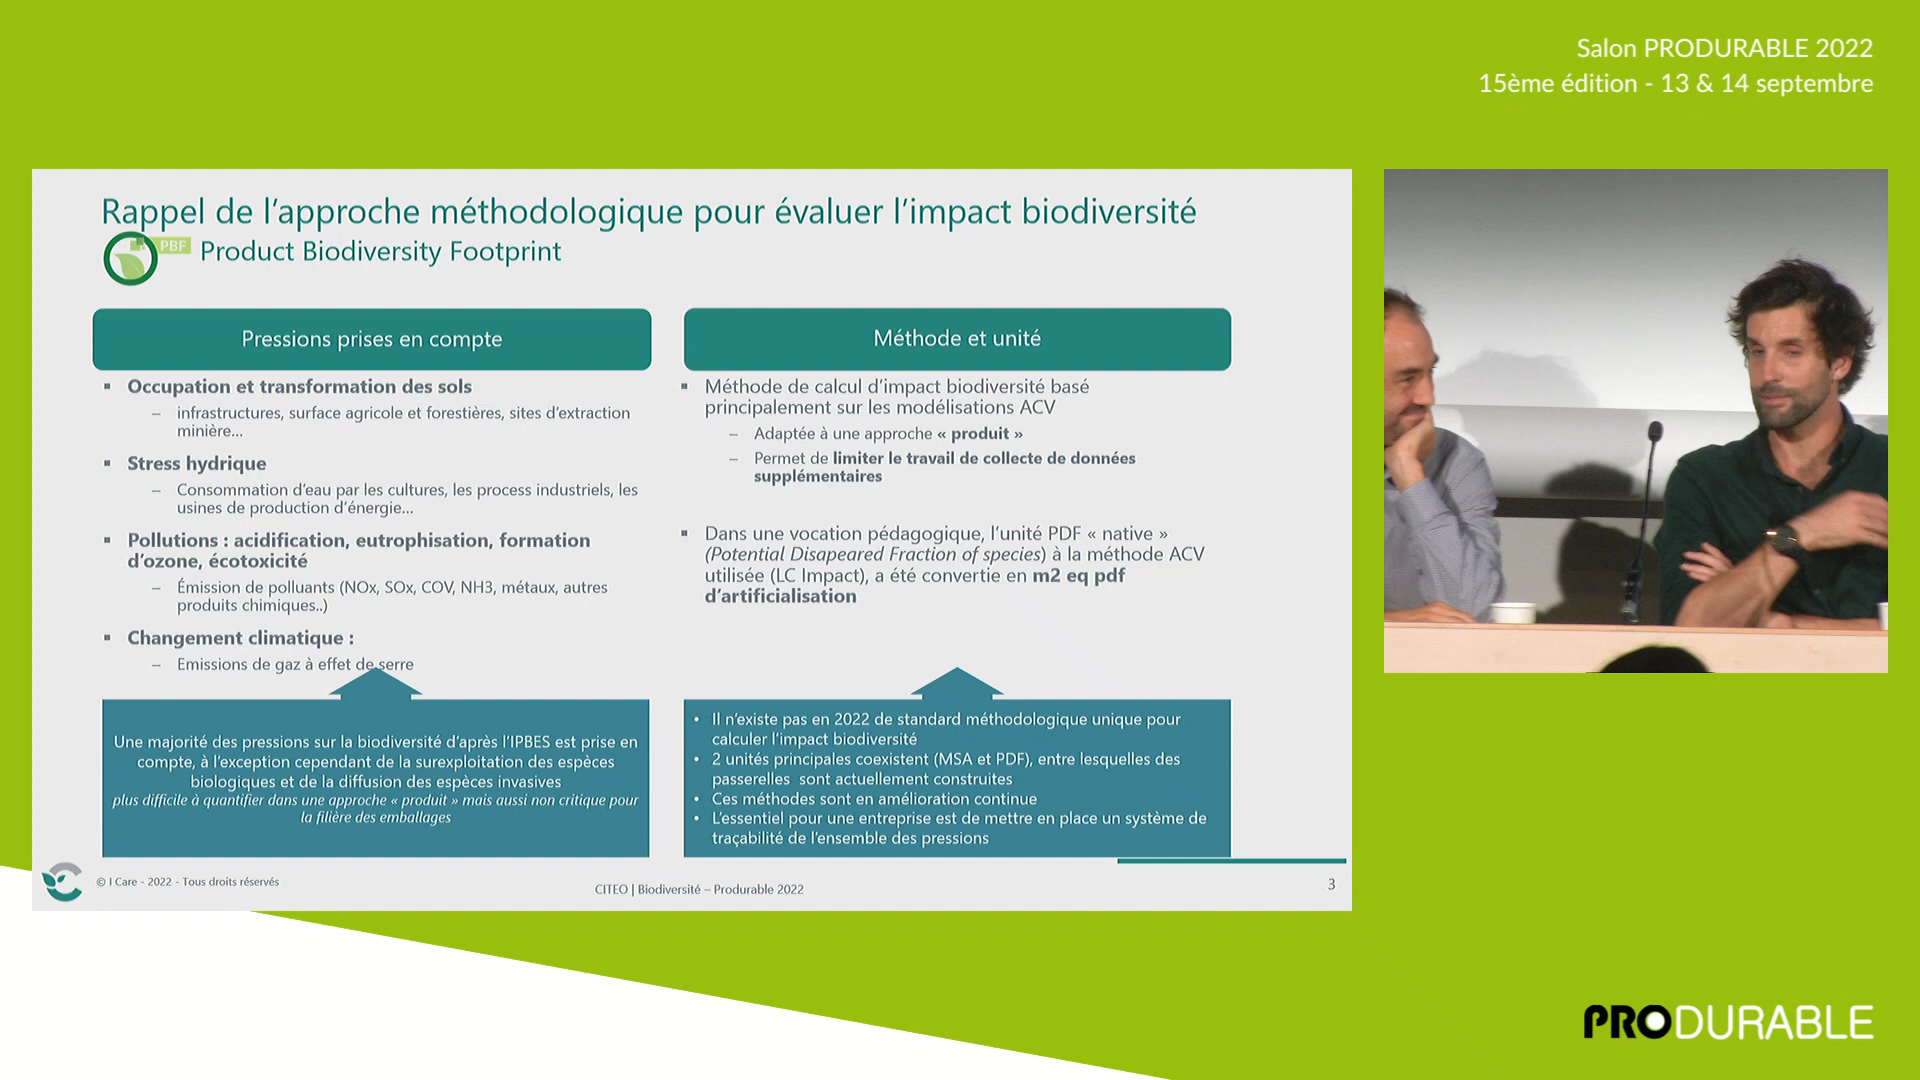 Salon PRODURABLE 2022
15ème édition - 13 & 14 septembre
Rappel de l'approche méthodologique pour évaluer l'impact biodiversité
PBF
Product Biodiversity Footprint
Pressions prises en compte
▪ Occupation et transformation des sols
– infrastructures, surface agricole et forestières, sites d'extraction
minière...
▪ Stress hydrique
– Consommation d'eau par les cultures, les process industriels, les
usines de production d'énergie...
▪ Pollutions : acidification, eutrophisation, formation
d'ozone, écotoxicité
– Émission de polluants (NOx, SOx, COV, NH3, métaux, autres
produits chimiques..)
▪ Changement climatique :
– Emissions de gaz à effet de serre
Une majorité des pressions sur la biodiversité d'après l'IPBES est prise en
compte, à l'exception cependant de la surexploitation des espèces
biologiques et de la diffusion des espèces invasives
plus difficile à quantifier dans une approche « produit » mais aussi non critique pour
la filière des emballages
Méthode et unité
▪ Méthode de calcul d'impact biodiversité basé
principalement sur les modélisations ACV
– Adaptée à une approche « produit »
– Permet de limiter le travail de collecte de données
supplémentaires
▪ Dans une vocation pédagogique, l'unité PDF « native »
(Potential Disapeared Fraction of species) à la méthode ACV
utilisée (LC Impact), a été convertie en m2 eq pdf
d'artificialisation
• Il n'existe pas en 2022 de standard méthodologique unique pour
calculer l'impact biodiversité
• 2 unités principales coexistent (MSA et PDF), entre lesquelles des
passerelles sont actuellement construites
• Ces méthodes sont en amélioration continue
• L'essentiel pour une entreprise est de mettre en place un système de
traçabilité de l'ensemble des pressions
© I Care - 2022 - Tous droits réservés
CITEO | Biodiversité – Produrable 2022
3
PRODURABLE